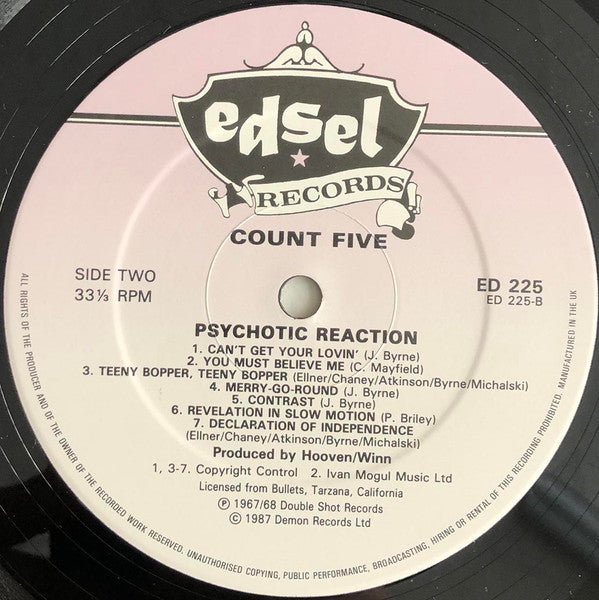 edsel
RECORDS
COUNT FIVE
SIDE TWO
33⅓ RPM
ED 225
ED 225-B
PSYCHOTIC REACTION
1. CAN'T GET YOUR LOVIN' (J. Byrne)
2. YOU MUST BELIEVE ME (C. Mayfield)
3. TEENY BOPPER, TEENY BOPPER (Ellner/Chaney/Atkinson/Byrne/Michalski)
4. MERRY-GO-ROUND (J. Byrne)
5. CONTRAST (J. Byrne)
6. REVELATION IN SLOW MOTION (P. Briley)
7. DECLARATION OF INDEPENDENCE
(Ellner/Chaney/Atkinson/Byrne/Michalski)
Produced by Hooven/Winn
1, 3-7. Copyright Control   2. Ivan Mogul Music Ltd
Licensed from Bullets, Tarzana, California
Ⓟ 1967/68 Double Shot Records
© 1987 Demon Records Ltd
ALL RIGHTS OF THE PRODUCER AND OF THE OWNER OF THE RECORDED WORK RESERVED. UNAUTHORISED COPYING, PUBLIC PERFORMANCE, BROADCASTING, HIRING OR RENTAL OF THIS RECORDING PROHIBITED. MANUFACTURED IN THE UK